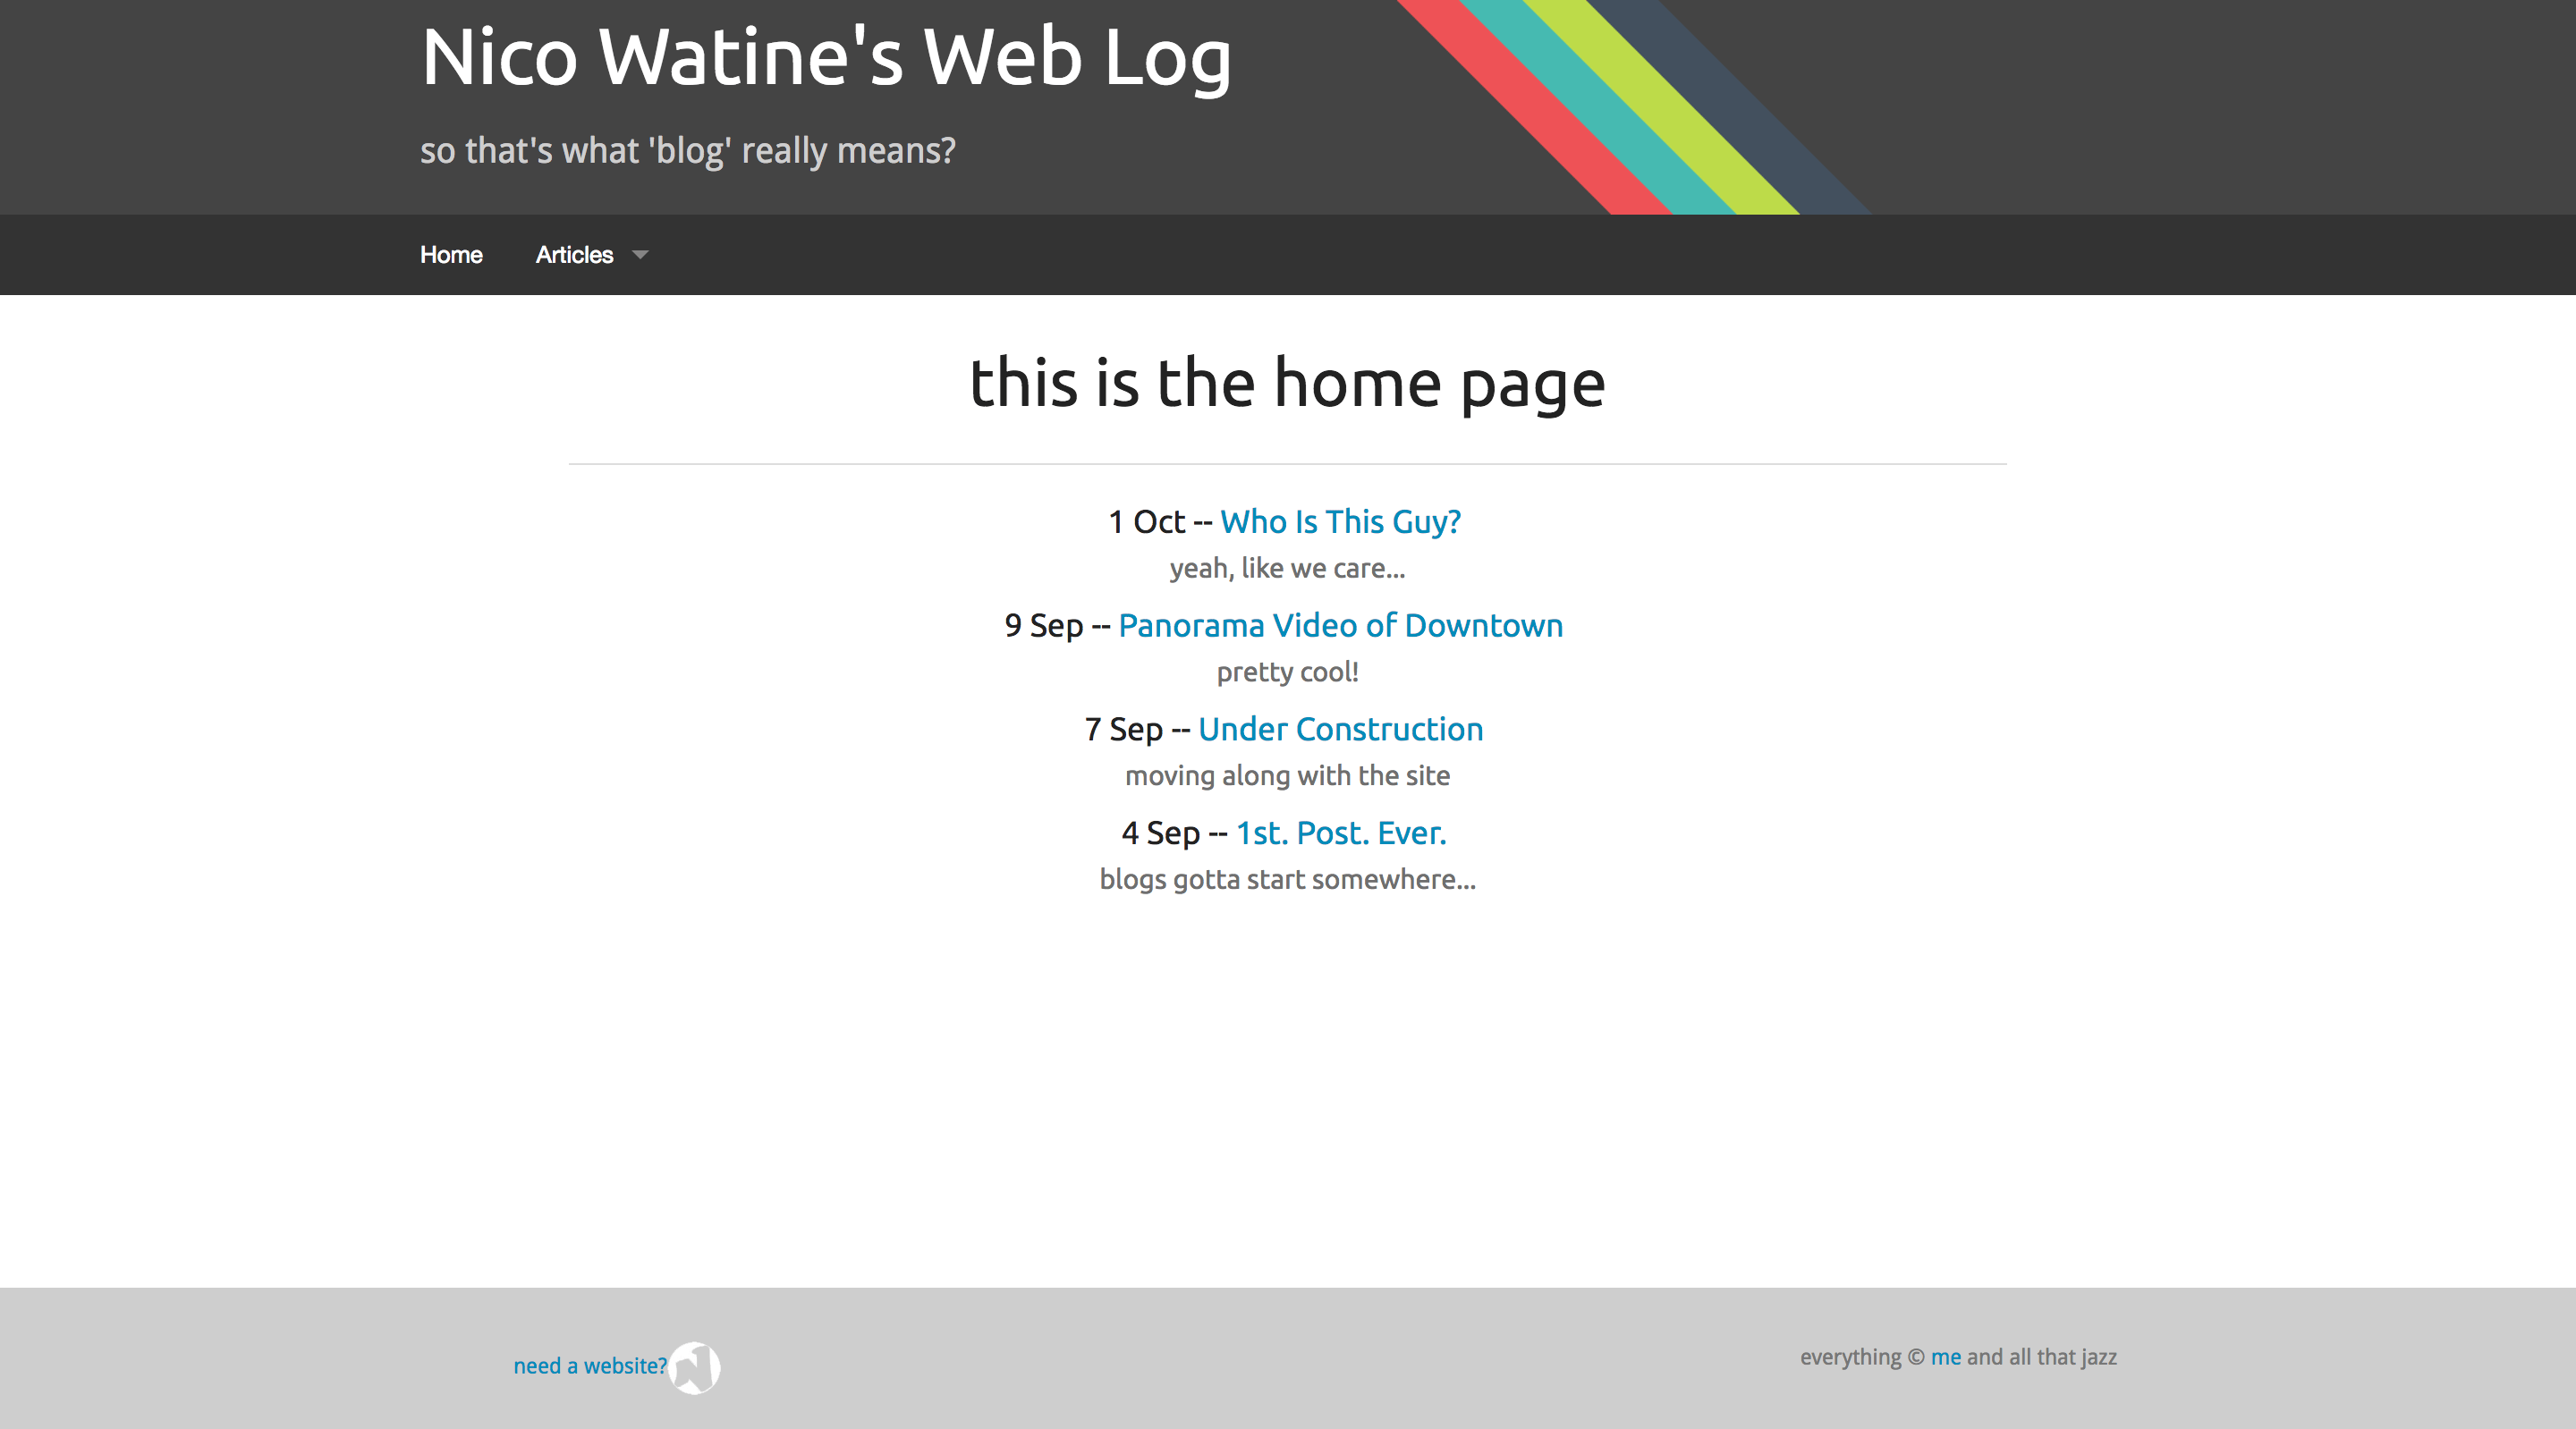 Nico Watine's Web Log
so that's what 'blog' really means?
Home Articles
this is the home page
1 Oct -- Who Is This Guy?
yeah, like we care...
9 Sep -- Panorama Video of Downtown
pretty cool!
7 Sep -- Under Construction
moving along with the site
4 Sep -- 1st. Post. Ever.
blogs gotta start somewhere...
need a website?
everything © me and all that jazz